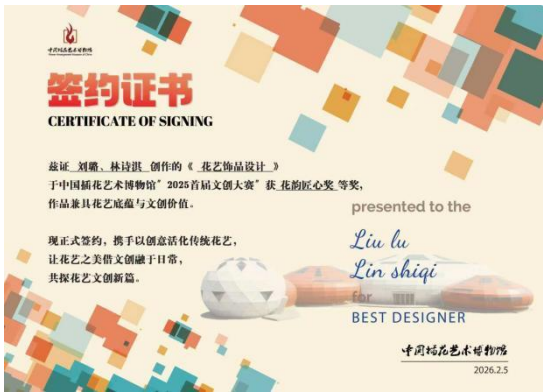 中国插花艺术博物馆
签约证书
CERTIFICATE OF SIGNING
兹证 刘璐、林诗淇 创作的《 花艺饰品设计 》
于中国插花艺术博物馆“2025首届文创大赛”获 花韵匠心奖 等奖,
作品兼具花艺底蕴与文创价值。
现正式签约，携手以创意活化传统花艺，
让花艺之美借文创融于日常，
共探花艺文创新篇。
presented to the
Liu lu
Lin shiqi
for
BEST DESIGNER
中国插花艺术博物馆
2026.2.5